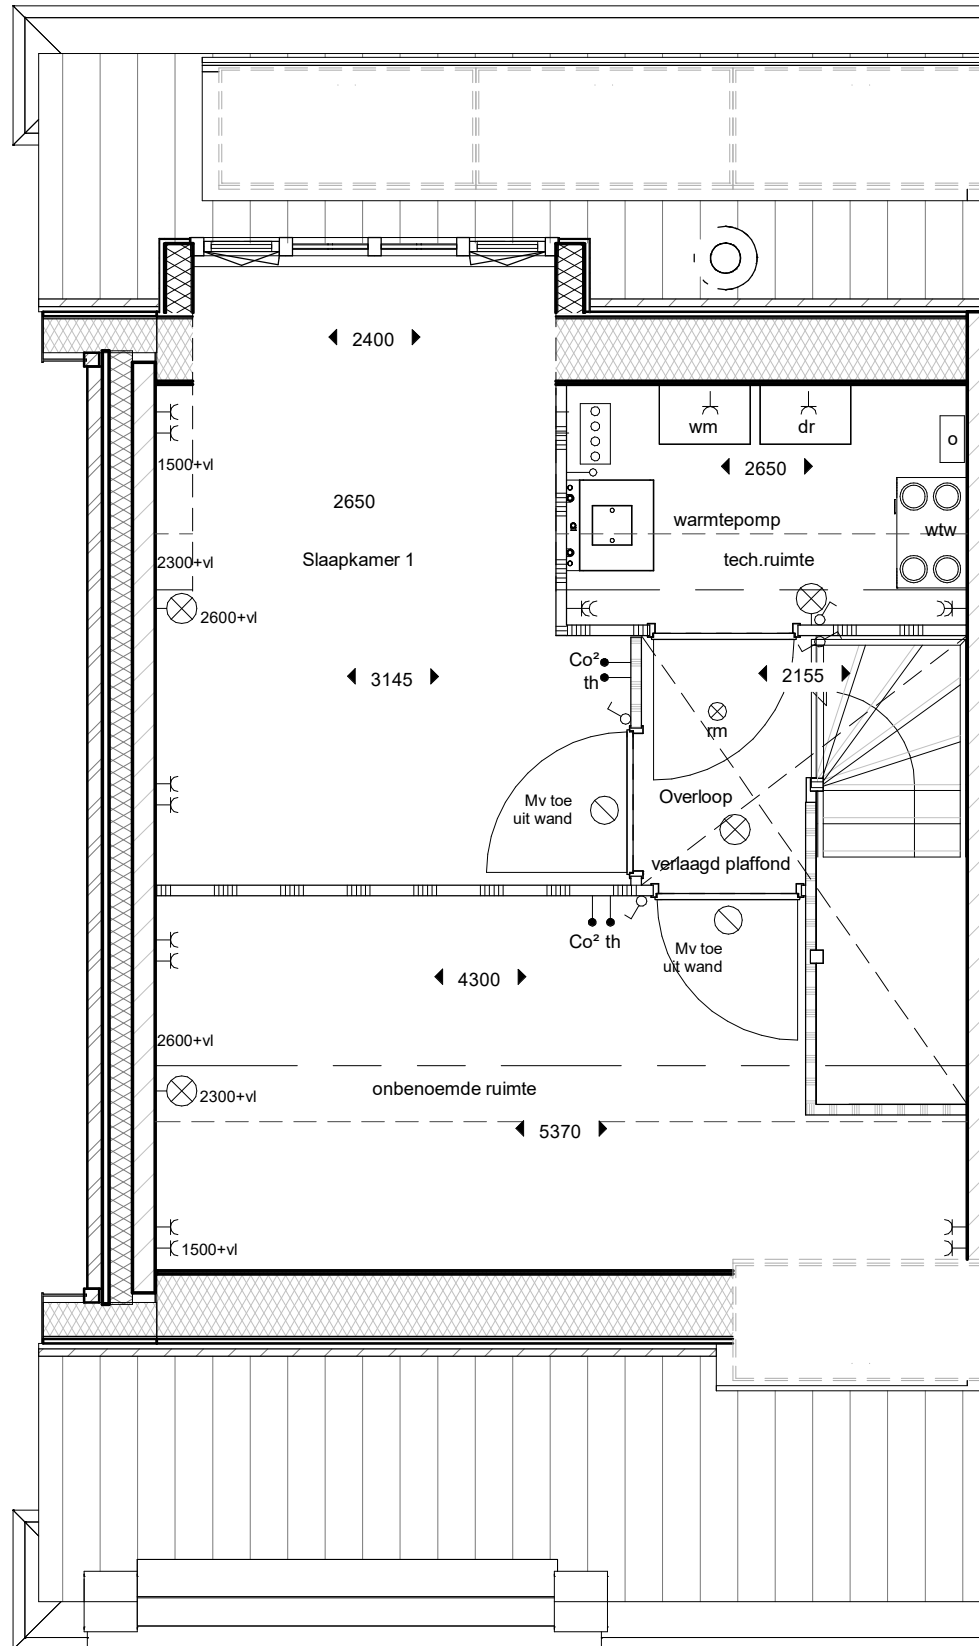 2400
wm
dr
o
1500+vl
2650
2650
warmtepomp
wtw
2300+vl
Slaapkamer 1
tech.ruimte
2600+vl
Co²
th
3145
2155
rm
Mv toe
uit wand
Overloop
verlaagd plaffond
Co² th
Mv toe
uit wand
4300
2600+vl
onbenoemde ruimte
2300+vl
5370
1500+vl